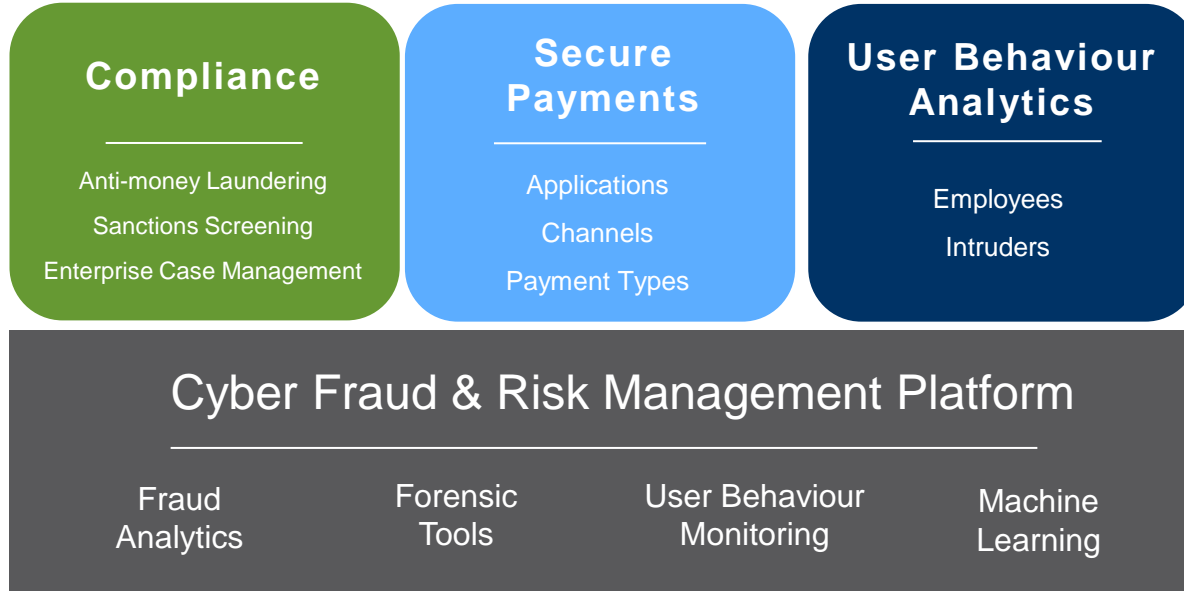 Compliance
Anti-money Laundering
Sanctions Screening
Enterprise Case Management
Secure
Payments
Applications
Channels
Payment Types
User Behaviour
Analytics
Employees
Intruders
Cyber Fraud & Risk Management Platform
Fraud
Analytics
Forensic
Tools
User Behaviour
Monitoring
Machine
Learning